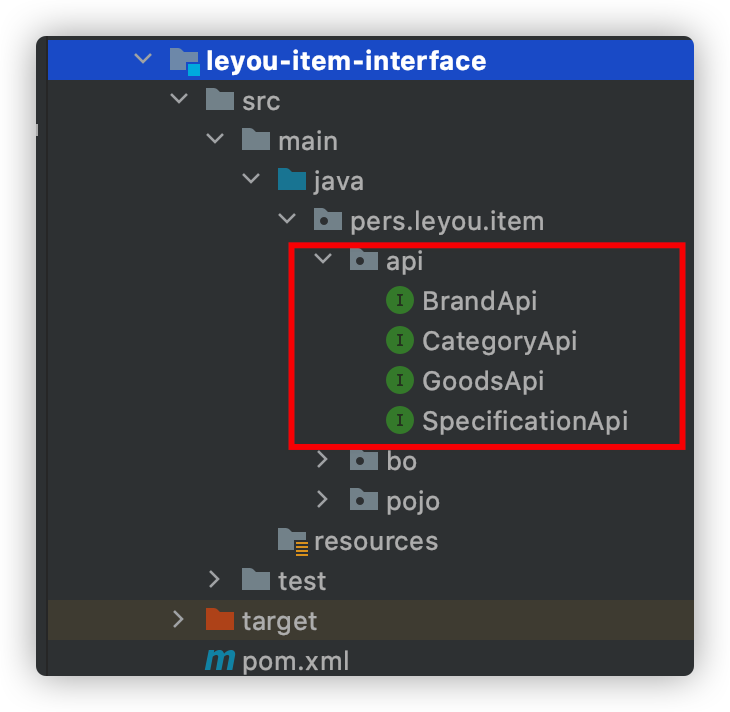 leyou-item-interface
src
main
java
pers.leyou.item
api
I BrandApi
I CategoryApi
I GoodsApi
I SpecificationApi
bo
pojo
resources
test
target
m pom.xml